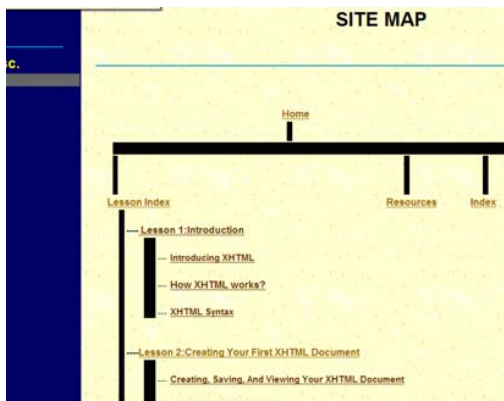 SITE MAP
c.
Home
Lesson Index
Resources
Index
Lesson 1:Introduction
Introducing XHTML
How XHTML works?
XHTML Syntax
Lesson 2:Creating Your First XHTML Document
Creating, Saving, And Viewing Your XHTML Document